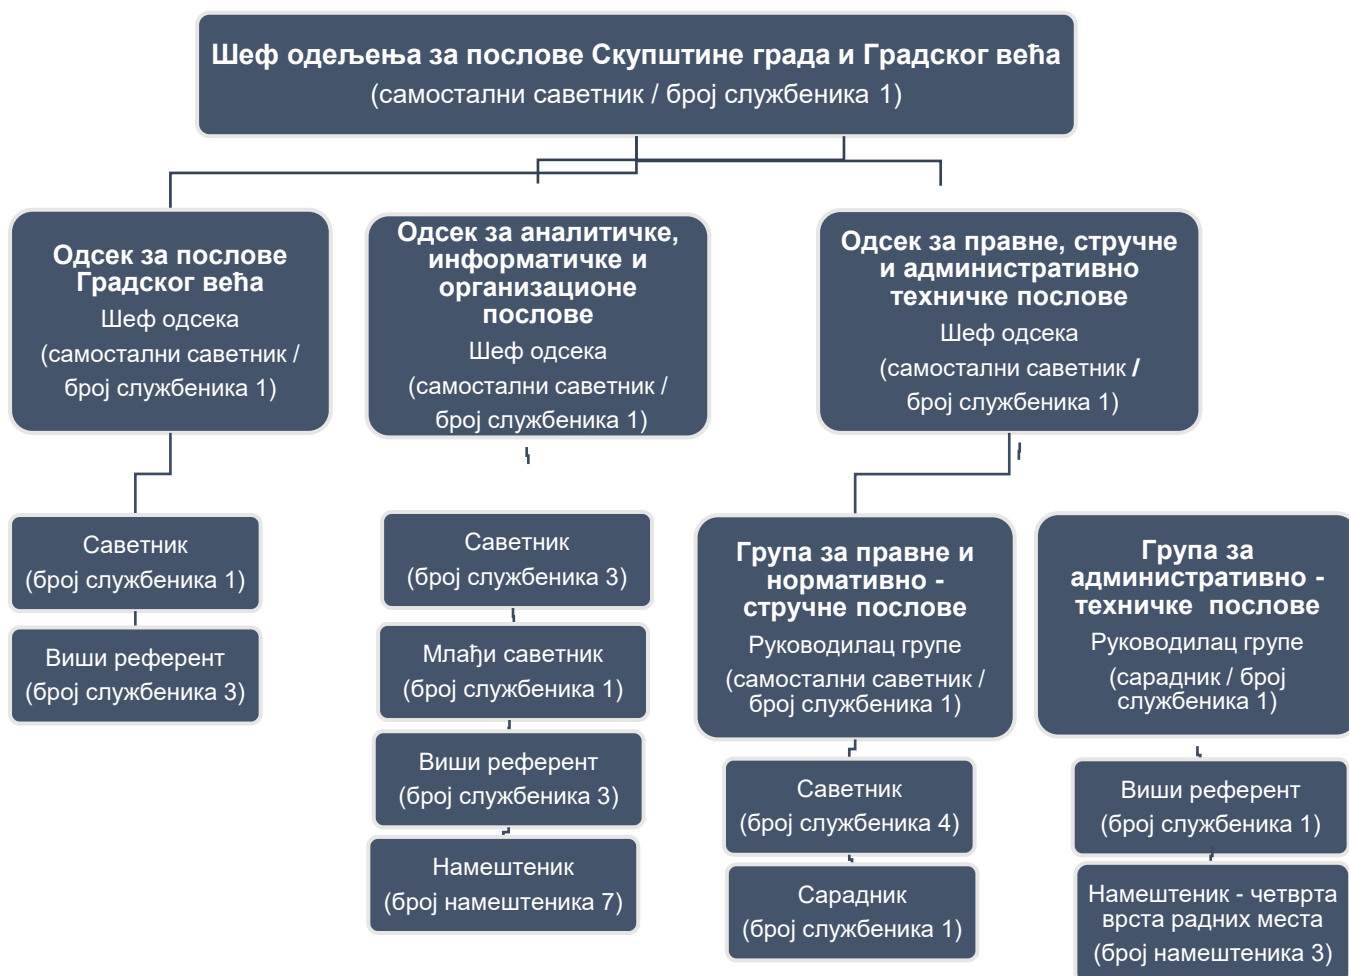 Шеф одељења за послове Скупштине града и Градског већа
(самостални саветник / број службеника 1)
Одсек за послове
Градског већа
Шеф одсека
(самостални саветник /
број службеника 1)
Одсек за аналитичке,
информатичке и
организационе
послове
Шеф одсека
(самостални саветник /
број службеника 1)
Одсек за правне, стручне
и административно
техничке послове
Шеф одсека
(самостални саветник /
број службеника 1)
Саветник
(број службеника 1)
Виши референт
(број службеника 3)
Саветник
(број службеника 3)
Млађи саветник
(број службеника 1)
Виши референт
(број службеника 3)
Намештеник
(број намештеника 7)
Група за правне и
нормативно -
стручне послове
Руководилац групе
(самостални саветник /
број службеника 1)
Саветник
(број службеника 4)
Сарадник
(број службеника 1)
Група за
административно -
техничке  послове
Руководилац групе
(сарадник / број
службеника 1)
Виши референт
(број службеника 1)
Намештеник - четврта
врста радних места
(број намештеника 3)